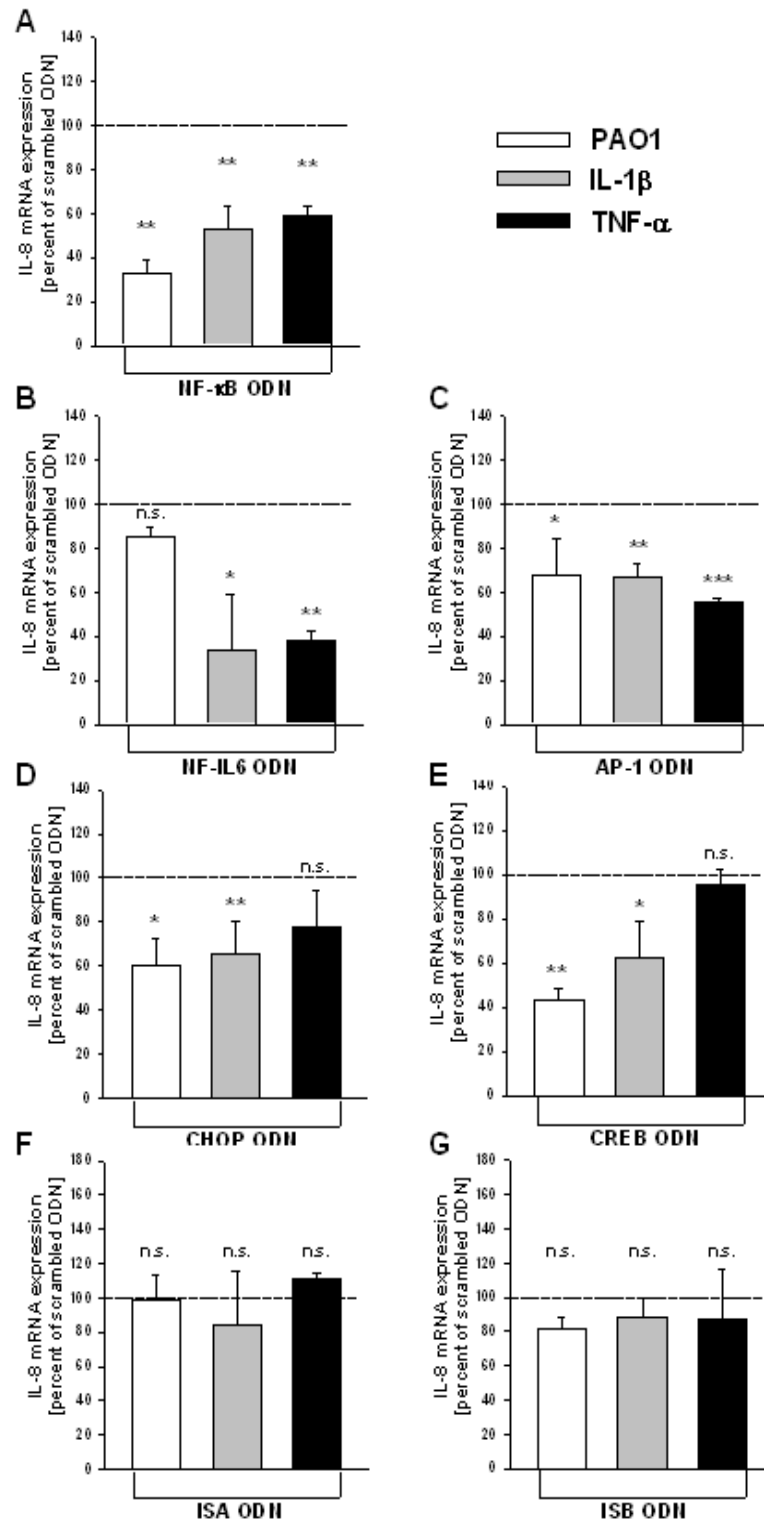 A
IL-8 mRNA expression
[percent of scrambled ODN]
140
120
100
80
60
40
20
0
**
**
**
NF-κB ODN
PAO1
IL-1β
TNF-α
B
IL-8 mRNA expression
[percent of scrambled ODN]
140
120
100
80
60
40
20
0
n.s.
*
**
NF-IL6 ODN
C
IL-8 mRNA expression
[percent of scrambled ODN]
140
120
100
80
60
40
20
0
*
**
***
AP-1 ODN
D
IL-8 mRNA expression
[percent of scrambled ODN]
140
120
100
80
60
40
20
0
*
**
n.s.
CHOP ODN
E
IL-8 mRNA expression
[percent of scrambled ODN]
140
120
100
80
60
40
20
0
**
*
n.s.
CREB ODN
F
IL-8 mRNA expression
[percent of scrambled ODN]
180
160
140
120
100
80
60
40
20
0
n.s.
n.s.
n.s.
ISA ODN
G
IL-8 mRNA expression
[percent of scrambled ODN]
180
160
140
120
100
80
60
40
20
0
n.s.
n.s.
n.s.
ISB ODN